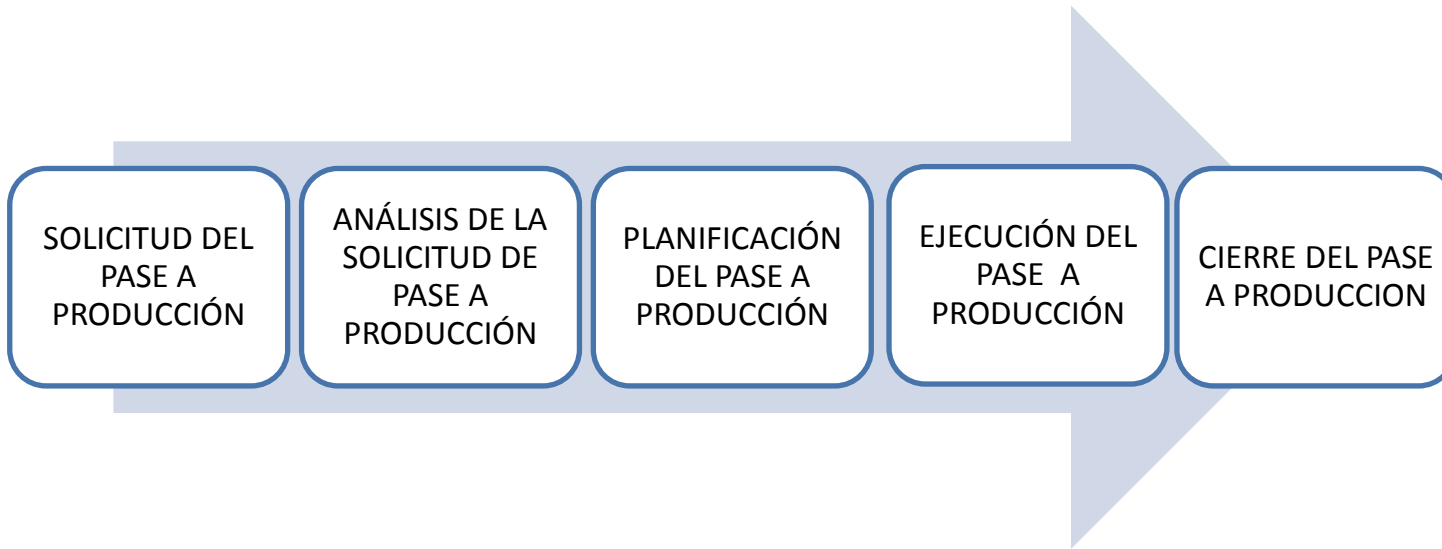 SOLICITUD DEL
PASE A
PRODUCCIÓN
ANÁLISIS DE LA
SOLICITUD DE
PASE A
PRODUCCIÓN
PLANIFICACIÓN
DEL PASE A
PRODUCCIÓN
EJECUCIÓN DEL
PASE  A
PRODUCCIÓN
CIERRE DEL PASE
A PRODUCCION